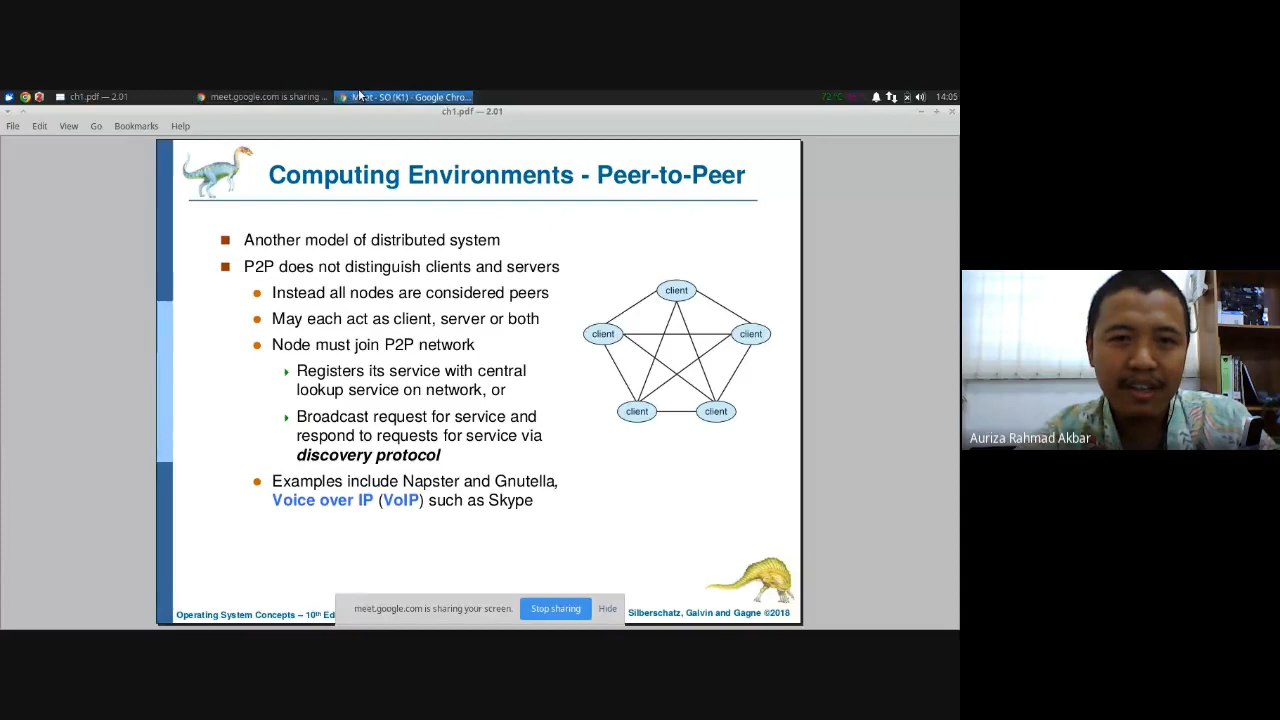 ch1.pdf — 2.01
meet.google.com is sharing ...
Meet - SO (K1) - Google Chro...
72°C
14:05
ch1.pdf — 2.01
File Edit View Go Bookmarks Help
Computing Environments - Peer-to-Peer
Another model of distributed system
P2P does not distinguish clients and servers
Instead all nodes are considered peers
May each act as client, server or both
Node must join P2P network
Registers its service with central
lookup service on network, or
Broadcast request for service and
respond to requests for service via
discovery protocol
Examples include Napster and Gnutella,
Voice over IP (VoIP) such as Skype
client
client
client
client
client
Operating System Concepts – 10th Ed
Silberschatz, Galvin and Gagne ©2018
meet.google.com is sharing your screen.
Stop sharing
Hide
Auriza Rahmad Akbar